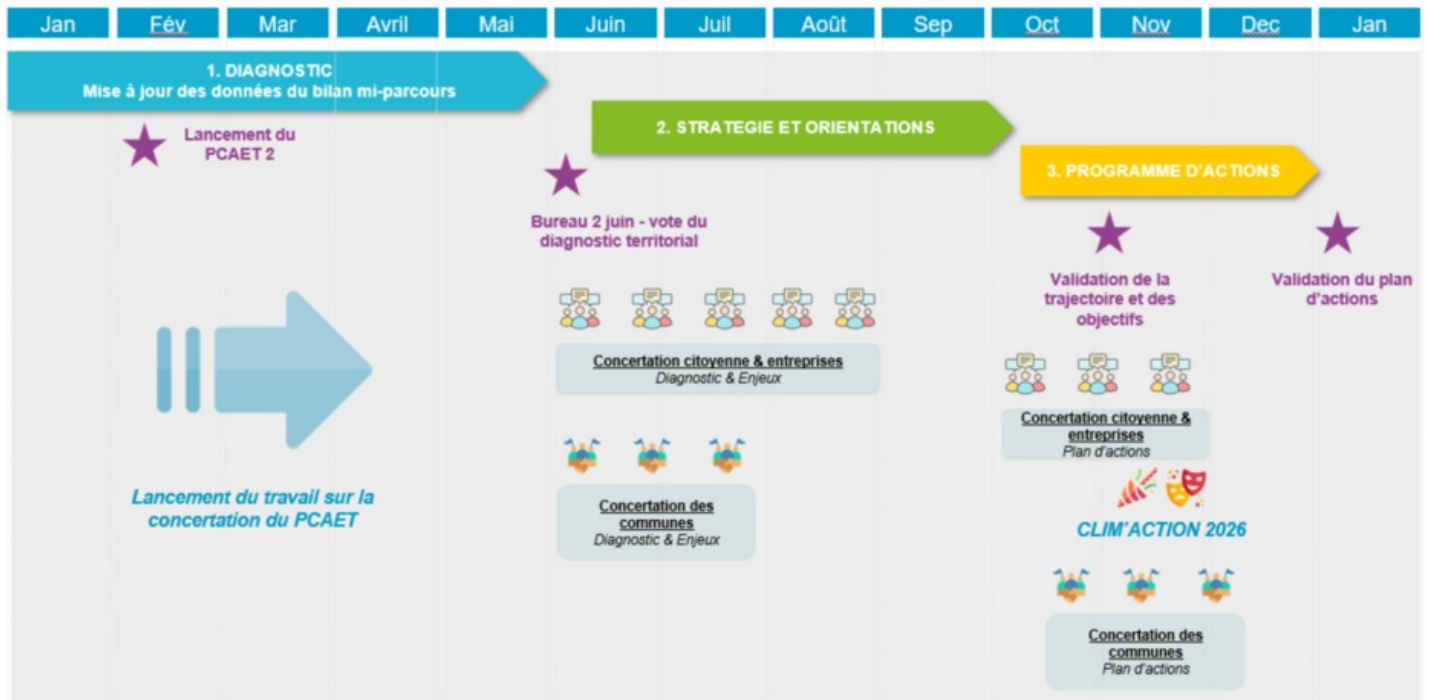 Jan Fév Mar Avril Mai Juin Juil Août Sep Oct Nov Dec Jan
1. DIAGNOSTIC
Mise à jour des données du bilan mi-parcours
2. STRATEGIE ET ORIENTATIONS
3. PROGRAMME D'ACTIONS
Lancement du
PCAET 2
Bureau 2 juin - vote du
diagnostic territorial
Validation de la
trajectoire et des
objectifs
Validation du plan
d'actions
Concertation citoyenne & entreprises
Diagnostic & Enjeux
Concertation citoyenne &
entreprises
Plan d'actions
Lancement du travail sur la
concertation du PCAET
Concertation des
communes
Diagnostic & Enjeux
CLIM'ACTION 2026
Concertation des
communes
Plan d'actions